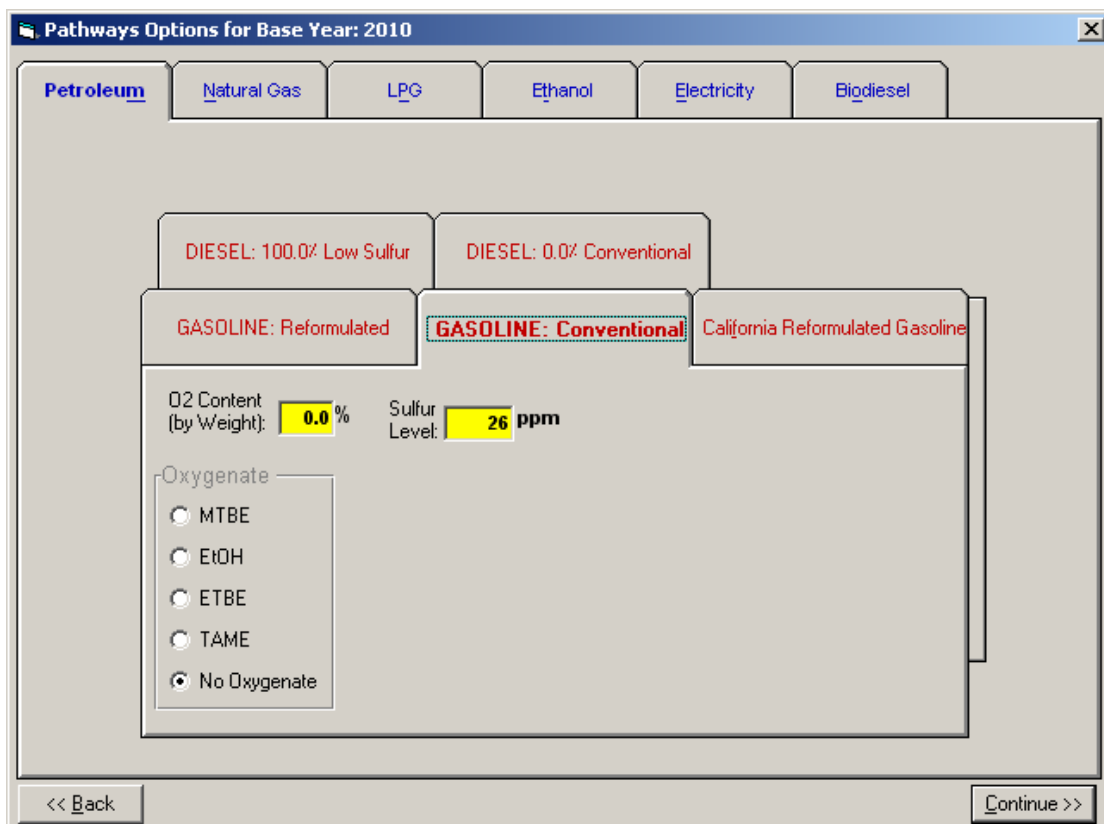 Pathways Options for Base Year: 2010
Petroleum Natural Gas LPG Ethanol Electricity Biodiesel
DIESEL: 100.0% Low Sulfur DIESEL: 0.0% Conventional
GASOLINE: Reformulated GASOLINE: Conventional California Reformulated Gasoline
O2 Content
(by Weight): 0.0 %
Sulfur
Level: 26 ppm
Oxygenate
MTBE
EtOH
ETBE
TAME
No Oxygenate
<< Back Continue >>